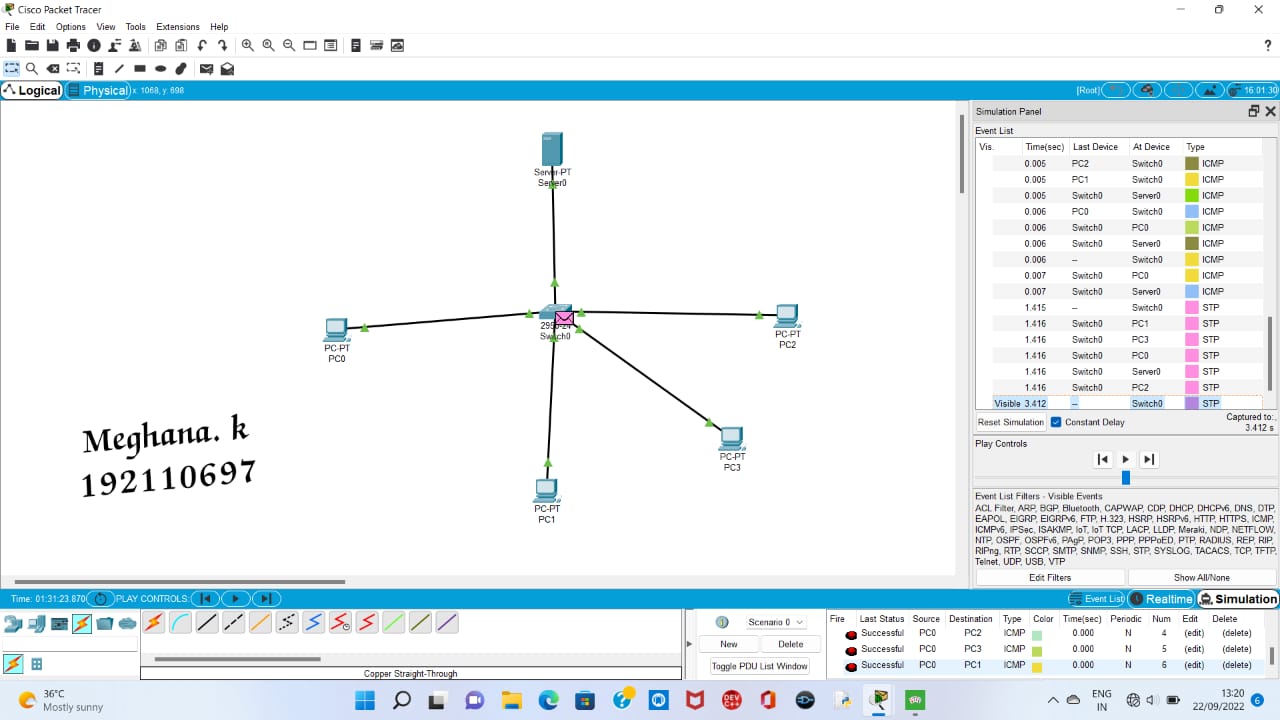 Cisco Packet Tracer
File Edit Options View Tools Extensions Help
?
Logical Physical x: 1068, y: 698 [Root] 16:01:30
Simulation Panel
Event List
Vis. Time(sec) Last Device At Device Type
0.005 PC2 Switch0 ICMP
0.005 PC1 Switch0 ICMP
0.005 Switch0 Server0 ICMP
0.006 PC0 Switch0 ICMP
0.006 Switch0 PC0 ICMP
0.006 Switch0 Server0 ICMP
0.006 -- Switch0 ICMP
0.007 Switch0 PC0 ICMP
0.007 Switch0 Server0 ICMP
1.415 -- Switch0 STP
1.416 Switch0 PC1 STP
1.416 Switch0 PC3 STP
1.416 Switch0 PC0 STP
1.416 Switch0 Server0 STP
1.416 Switch0 PC2 STP
Visible 3.412 -- Switch0 STP
Reset Simulation Constant Delay Captured to:
3.412 s
Play Controls
Event List Filters - Visible Events
ACL Filter, ARP, BGP, Bluetooth, CAPWAP, CDP, DHCP, DHCPv6, DNS, DTP,
EAPOL, EIGRP, EIGRPv6, FTP, H.323, HSRP, HSRPv6, HTTP, HTTPS, ICMP,
ICMPv6, IPSec, ISAKMP, IoT, IoT TCP, LACP, LLDP, Meraki, NDP, NETFLOW,
NTP, OSPF, OSPFv6, PAgP, POP3, PPP, PPPoED, PTP, RADIUS, REP, RIP,
RIPng, RTP, SCCP, SMTP, SNMP, SSH, STP, SYSLOG, TACACS, TCP, TFTP,
Telnet, UDP, USB, VTP
Edit Filters Show All/None
Server-PT
Server0
Switch0
PC-PT
PC0
PC-PT
PC2
PC-PT
PC3
PC-PT
PC1
Meghana. k
192110697
Time: 01:31:23.870 PLAY CONTROLS: Event List Realtime Simulation
Copper Straight-Through
Scenario 0
New Delete
Toggle PDU List Window
Fire Last Status Source Destination Type Color Time(sec) Periodic Num Edit Delete
Successful PC0 PC2 ICMP 0.000 N 4 (edit) (delete)
Successful PC0 PC3 ICMP 0.000 N 5 (edit) (delete)
Successful PC0 PC1 ICMP 0.000 N 6 (edit) (delete)
36°C
Mostly sunny
DEV
C++
ENG
IN
13:20
22/09/2022
6